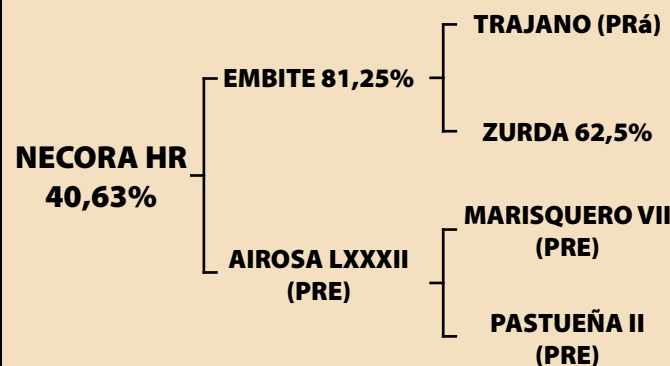 NECORA HR
40,63%
EMBITE 81,25%
AIROSA LXXXII
(PRE)
TRAJANO (PRá)
ZURDA 62,5%
MARISQUERO VII
(PRE)
PASTUEÑA II
(PRE)